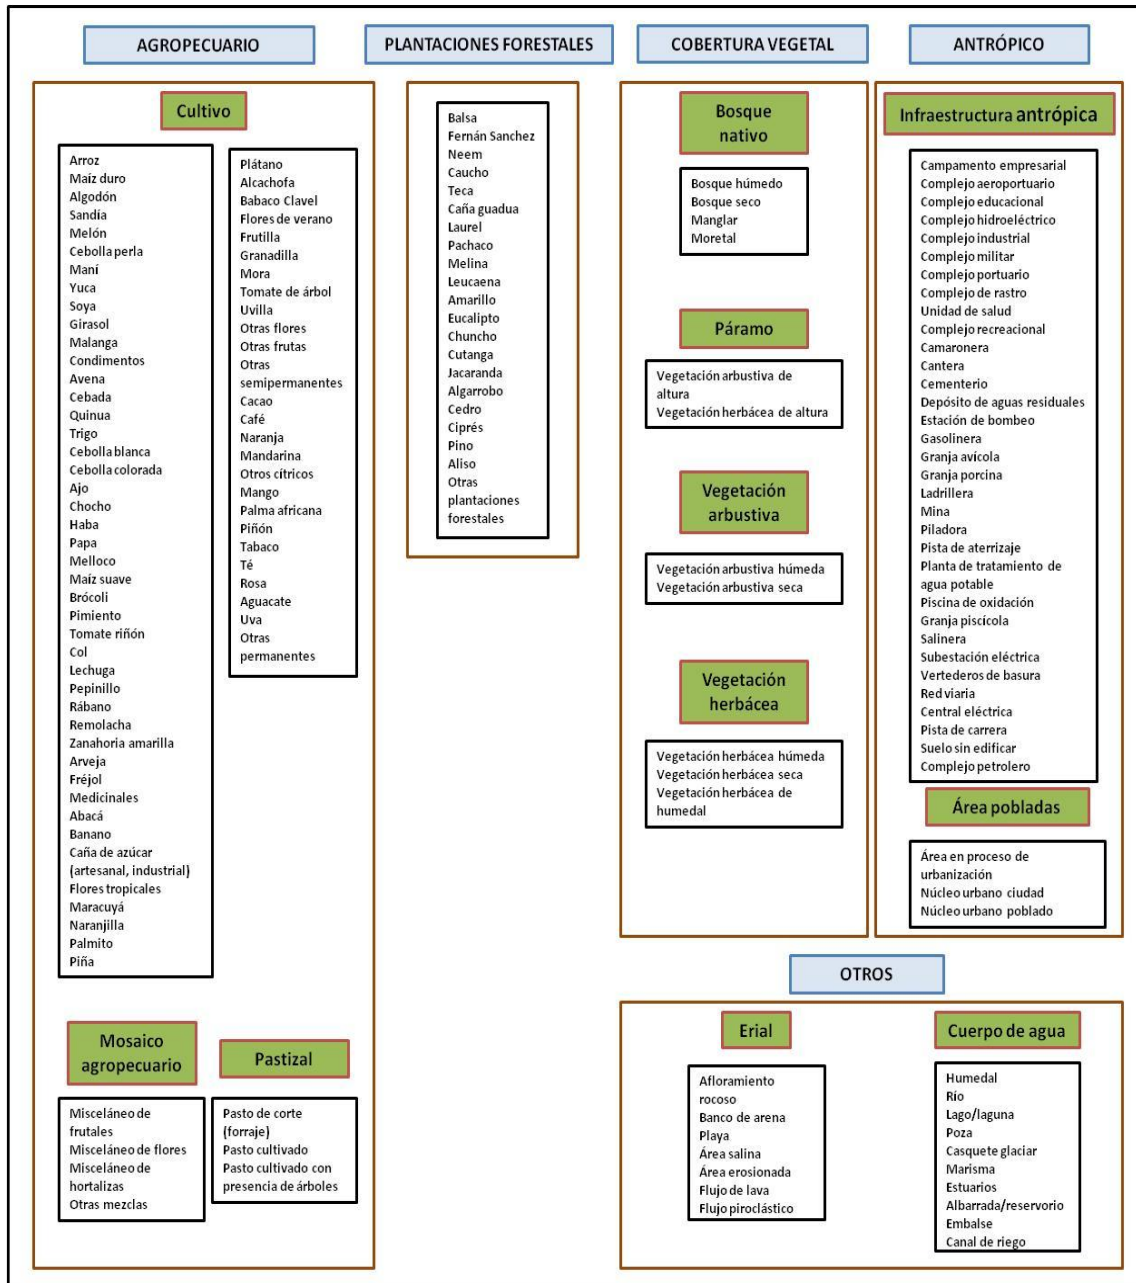 AGROPECUARIO
Cultivo
Arroz
Maíz duro
Algodón
Sandía
Melón
Cebolla perla
Maní
Yuca
Soya
Girasol
Malanga
Condimentos
Avena
Cebada
Quinua
Trigo
Cebolla blanca
Cebolla colorada
Ajo
Chocho
Haba
Papa
Melloco
Maíz suave
Brócoli
Pimiento
Tomate riñón
Col
Lechuga
Pepinillo
Rábano
Remolacha
Zanahoria amarilla
Arveja
Fréjol
Medicinales
Abacá
Banano
Caña de azúcar
(artesanal, industrial)
Flores tropicales
Maracuyá
Naranjilla
Palmito
Piña
Plátano
Alcachofa
Babaco Clavel
Flores de verano
Frutilla
Granadilla
Mora
Tomate de árbol
Uvilla
Otras flores
Otras frutas
Otras
semipermanentes
Cacao
Café
Naranja
Mandarina
Otros cítricos
Mango
Palma africana
Piñón
Tabaco
Té
Rosa
Aguacate
Uva
Otras
permanentes
Mosaico
agropecuario
Misceláneo de
frutales
Misceláneo de flores
Misceláneo de
hortalizas
Otras mezclas
Pastizal
Pasto de corte
(forraje)
Pasto cultivado
Pasto cultivado con
presencia de árboles
PLANTACIONES FORESTALES
Balsa
Fernán Sanchez
Neem
Caucho
Teca
Caña guadua
Laurel
Pachaco
Melina
Leucaena
Amarillo
Eucalipto
Chuncho
Cutanga
Jacaranda
Algarrobo
Cedro
Ciprés
Pino
Aliso
Otras
plantaciones
forestales
COBERTURA VEGETAL
Bosque
nativo
Bosque húmedo
Bosque seco
Manglar
Moretal
Páramo
Vegetación arbustiva de
altura
Vegetación herbácea de altura
Vegetación
arbustiva
Vegetación arbustiva húmeda
Vegetación arbustiva seca
Vegetación
herbácea
Vegetación herbácea húmeda
Vegetación herbácea seca
Vegetación herbácea de
humedal
ANTRÓPICO
Infraestructura antrópica
Campamento empresarial
Complejo aeroportuario
Complejo educacional
Complejo hidroeléctrico
Complejo industrial
Complejo militar
Complejo portuario
Complejo de rastro
Unidad de salud
Complejo recreacional
Camaronera
Cantera
Cementerio
Depósito de aguas residuales
Estación de bombeo
Gasolinera
Granja avícola
Granja porcina
Ladrillera
Mina
Piladora
Pista de aterrizaje
Planta de tratamiento de
agua potable
Piscina de oxidación
Granja piscícola
Salinera
Subestación eléctrica
Vertederos de basura
Red viaria
Central eléctrica
Pista de carrera
Suelo sin edificar
Complejo petrolero
Área pobladas
Área en proceso de
urbanización
Núcleo urbano ciudad
Núcleo urbano poblado
OTROS
Erial
Afloramiento
rocoso
Banco de arena
Playa
Área salina
Área erosionada
Flujo de lava
Flujo piroclástico
Cuerpo de agua
Humedal
Río
Lago/laguna
Poza
Casquete glaciar
Marisma
Estuarios
Albarrada/reservorio
Embalse
Canal de riego